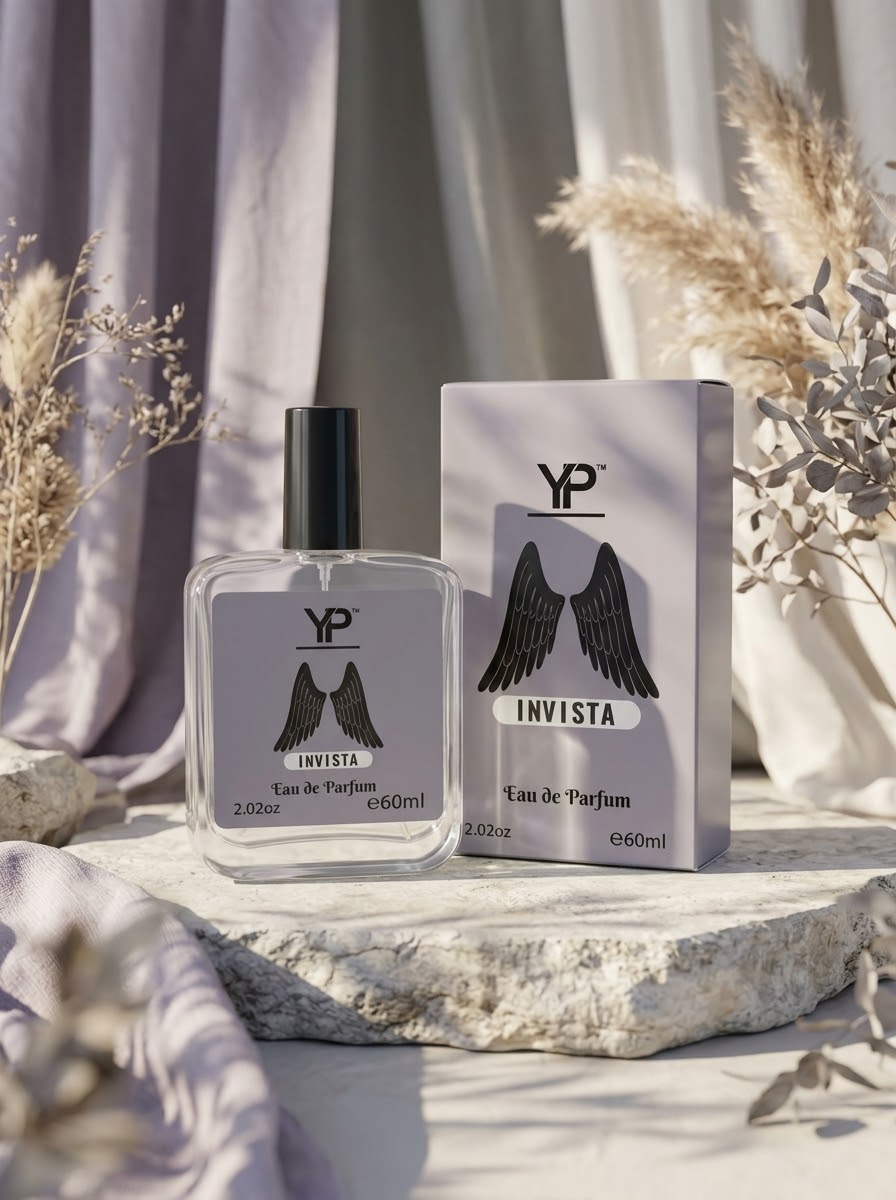 YP™
INVISTA
Eau de Parfum
2.02oz
e60ml
YP™
INVISTA
Eau de Parfum
2.02oz
e60ml